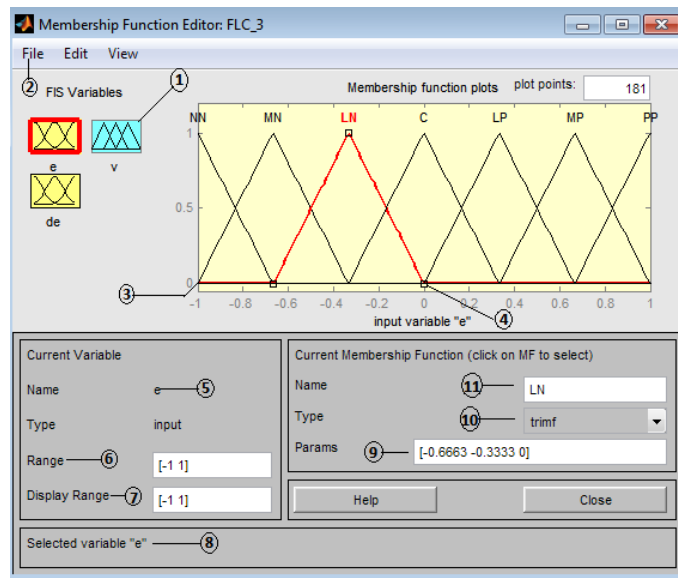 Membership Function Editor: FLC_3
File Edit View
② FIS Variables ① Membership function plots plot points: 181
NN MN LN C LP MP PP
e v
de
1
0.5
0
③ ④
-1 -0.8 -0.6 -0.4 -0.2 0 0.2 0.4 0.6 0.8 1
input variable "e"
Current Variable
Name e ⑤
Type input
Range ⑥ [-1 1]
Display Range ⑦ [-1 1]
Current Membership Function (click on MF to select)
Name ⑪ LN
Type ⑩ trimf
Params ⑨ [-0.6663 -0.3333 0]
Help Close
Selected variable "e" ⑧